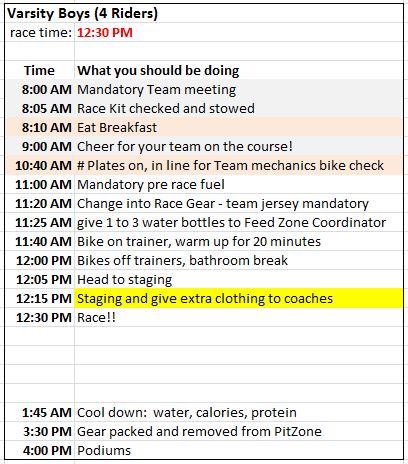 Varsity Boys (4 Riders)
race time: 12:30 PM
Time What you should be doing
8:00 AM Mandatory Team meeting
8:05 AM Race Kit checked and stowed
8:10 AM Eat Breakfast
9:00 AM Cheer for your team on the course!
10:40 AM # Plates on, in line for Team mechanics bike check
11:00 AM Mandatory pre race fuel
11:20 AM Change into Race Gear - team jersey mandatory
11:25 AM give 1 to 3 water bottles to Feed Zone Coordinator
11:40 AM Bike on trainer, warm up for 20 minutes
12:00 PM Bikes off trainers, bathroom break
12:05 PM Head to staging
12:15 PM Staging and give extra clothing to coaches
12:30 PM Race!!
1:45 AM Cool down: water, calories, protein
3:30 PM Gear packed and removed from PitZone
4:00 PM Podiums